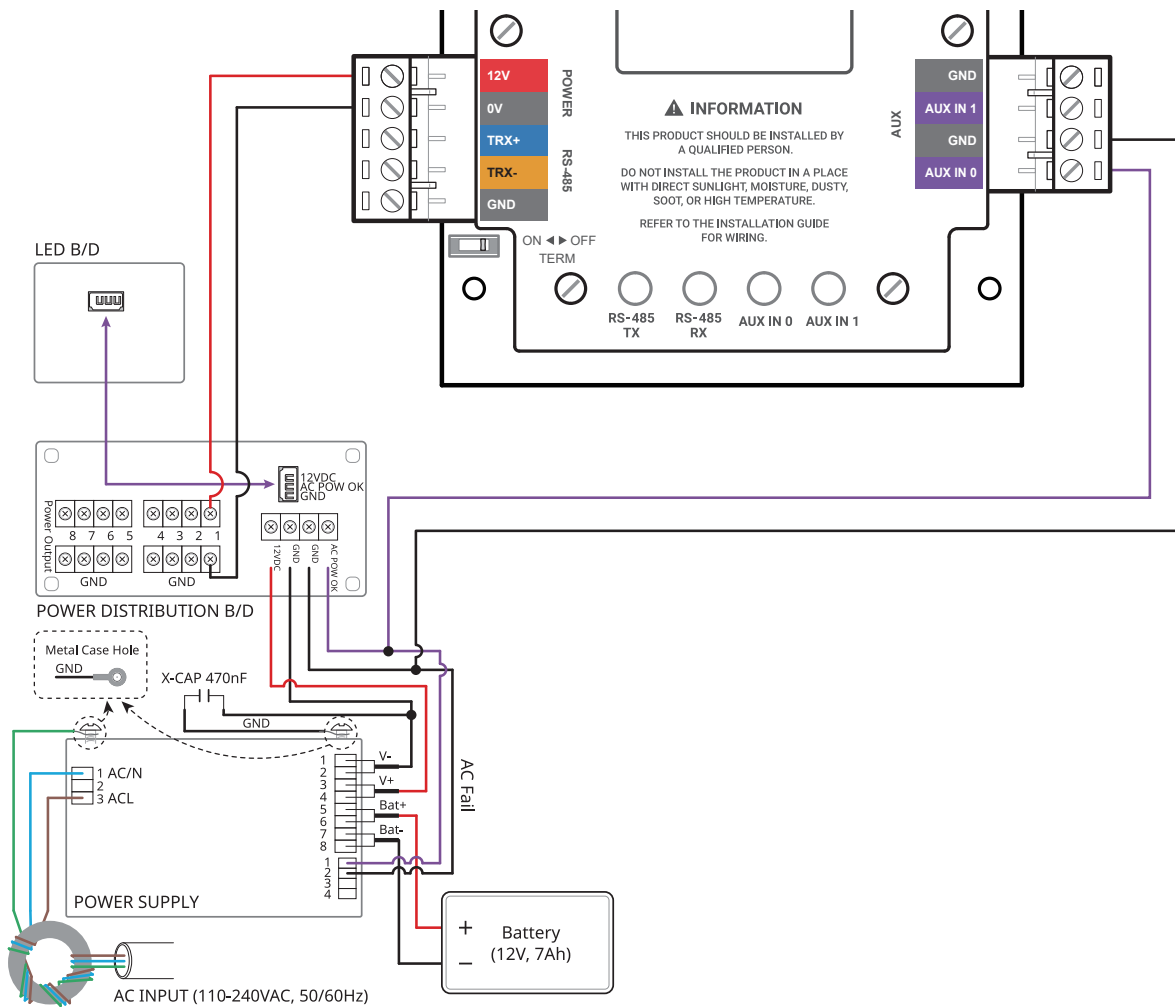 12V
0V
TRX+
TRX-
GND
POWER
RS-485
INFORMATION
THIS PRODUCT SHOULD BE INSTALLED BY
A QUALIFIED PERSON.
DO NOT INSTALL THE PRODUCT IN A PLACE
WITH DIRECT SUNLIGHT, MOISTURE, DUSTY,
SOOT, OR HIGH TEMPERATURE.
REFER TO THE INSTALLATION GUIDE
FOR WIRING.
AUX
GND
AUX IN 1
GND
AUX IN 0
ON ◄ ► OFF
TERM
RS-485
TX
RS-485
RX
AUX IN 0
AUX IN 1
LED B/D
12VDC
AC POW OK
GND
Power Output
8 7 6 5
4 3 2 1
GND
GND
12VDC
GND
GND
AC POW OK
POWER DISTRIBUTION B/D
Metal Case Hole
GND
X-CAP 470nF
GND
1 AC/N
2
3 ACL
1
2
3
4
5
6
7
8
V-
V+
Bat+
Bat-
1
2
3
4
AC Fail
POWER SUPPLY
+
−
Battery
(12V, 7Ah)
AC INPUT (110-240VAC, 50/60Hz)